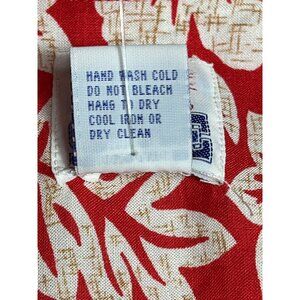 HAND WASH COLD
DO NOT BLEACH
HANG TO DRY
COOL IRON OR
DRY CLEAN